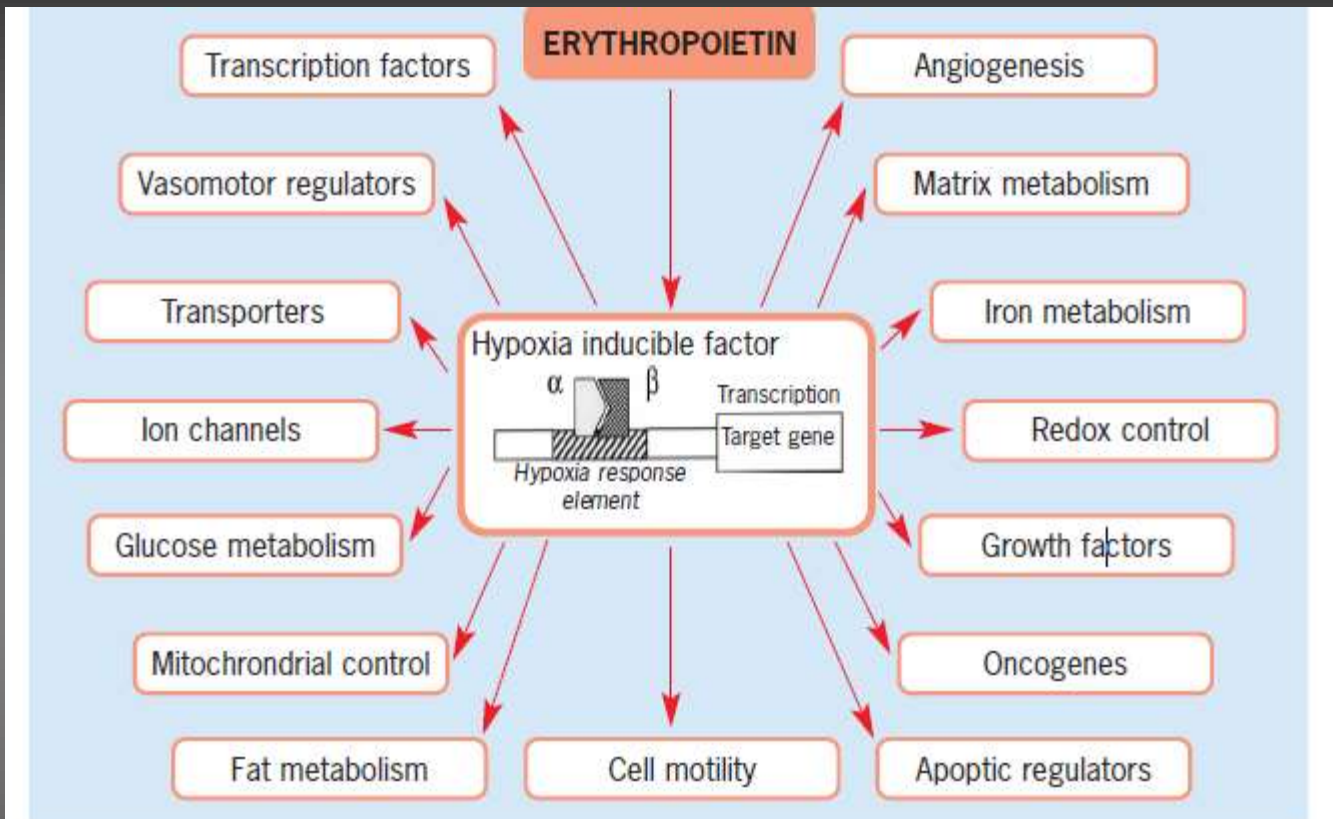 ERYTHROPOIETIN
Transcription factors
Angiogenesis
Vasomotor regulators
Matrix metabolism
Transporters
Iron metabolism
Hypoxia inducible factor
α
β
Transcription
Target gene
Hypoxia response
element
Ion channels
Redox control
Glucose metabolism
Growth factors
Mitochrondrial control
Oncogenes
Fat metabolism
Cell motility
Apoptic regulators